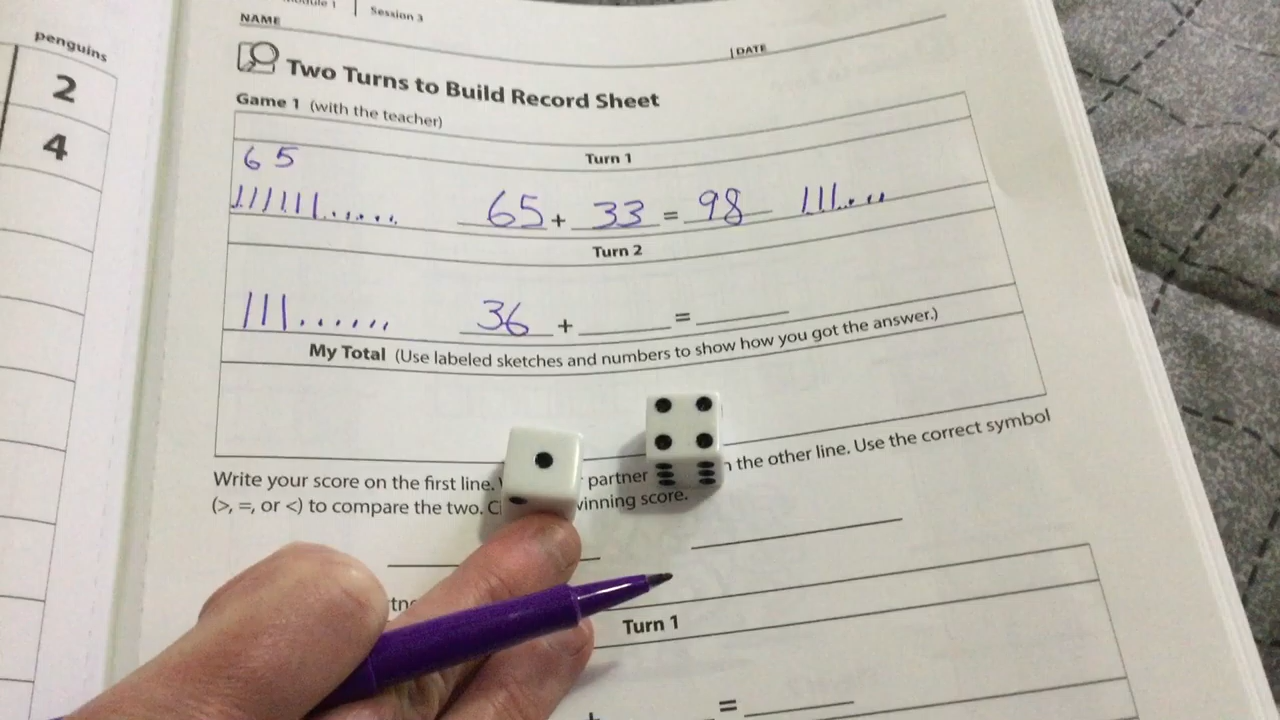 Session 3
penguins
2
4
NAME
DATE
Two Turns to Build Record Sheet
Game 1 (with the teacher)
6 5
Turn 1
65 + 33 = 98
Turn 2
36 + =
My Total (Use labeled sketches and numbers to show how you got the answer.)
Write your score on the first line. partner the other line. Use the correct symbol
(>, =, or <) to compare the two. winning score.
Turn 1
=